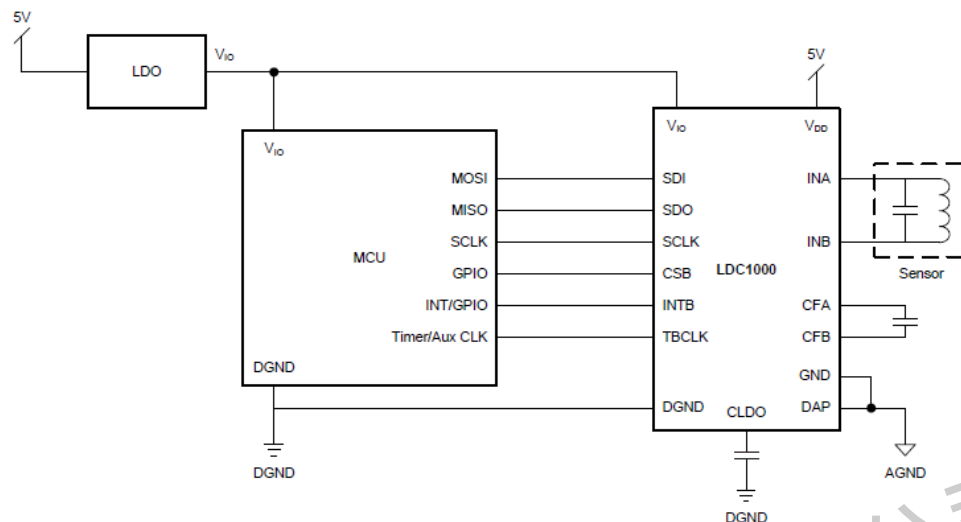 5V
LDO
VIO
5V
VIO
MOSI
MISO
SCLK
GPIO
INT/GPIO
Timer/Aux CLK
MCU
DGND
DGND
VIO
VDD
SDI
SDO
SCLK
CSB
INTB
TBCLK
DGND
LDC1000
INA
INB
CFA
CFB
GND
DAP
CLDO
Sensor
AGND
DGND